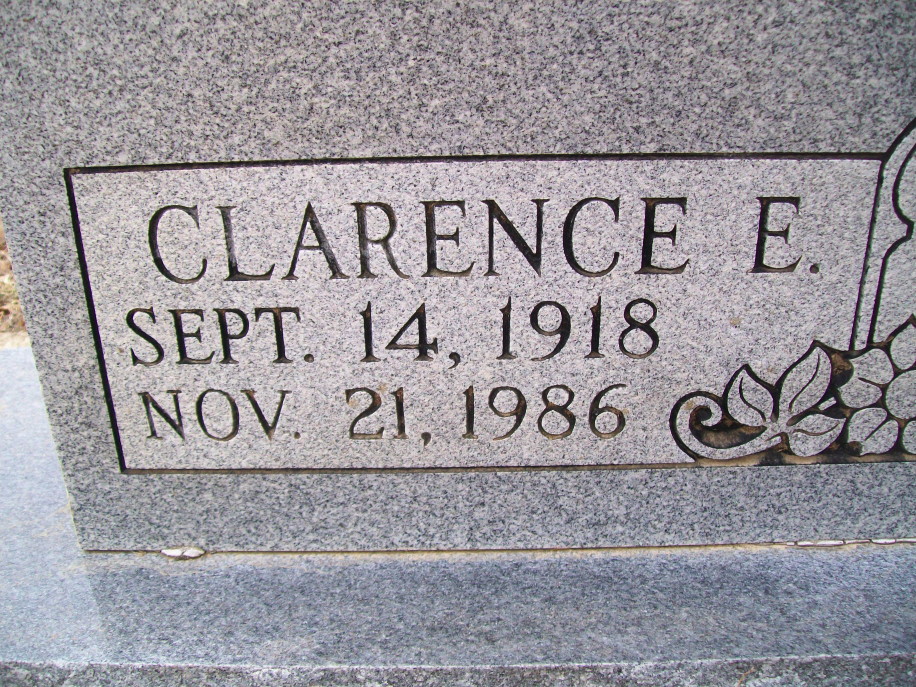 CLARENCE E.
SEPT. 14, 1918
NOV. 21, 1986